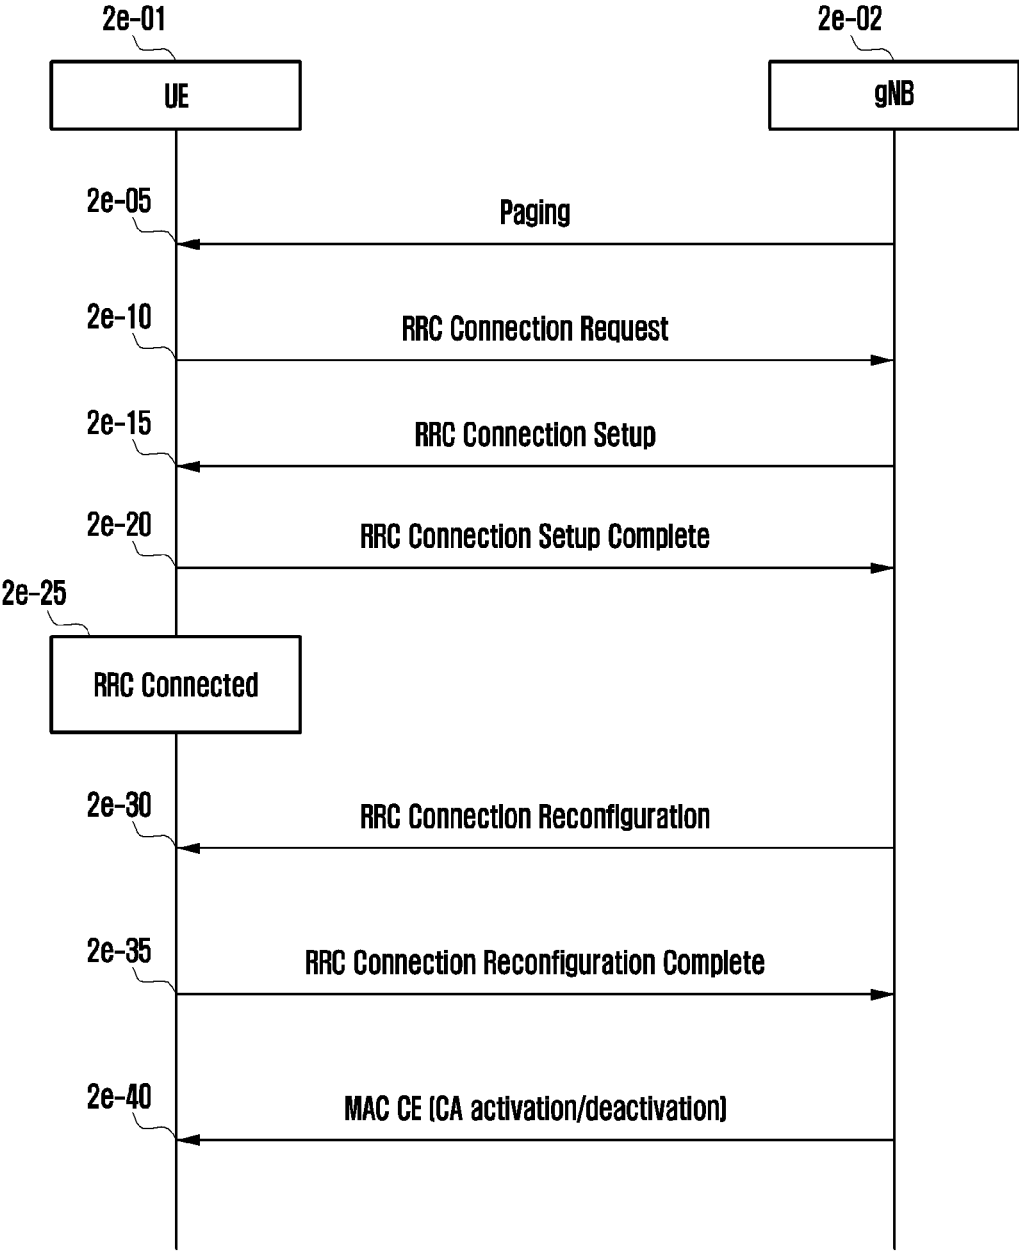 2e-01
2e-02
UE
gNB
2e-05
Paging
2e-10
RRC Connection Request
2e-15
RRC Connection Setup
2e-20
RRC Connection Setup Complete
2e-25
RRC Connected
2e-30
RRC Connection Reconfiguration
2e-35
RRC Connection Reconfiguration Complete
2e-40
MAC CE (CA activation/deactivation)